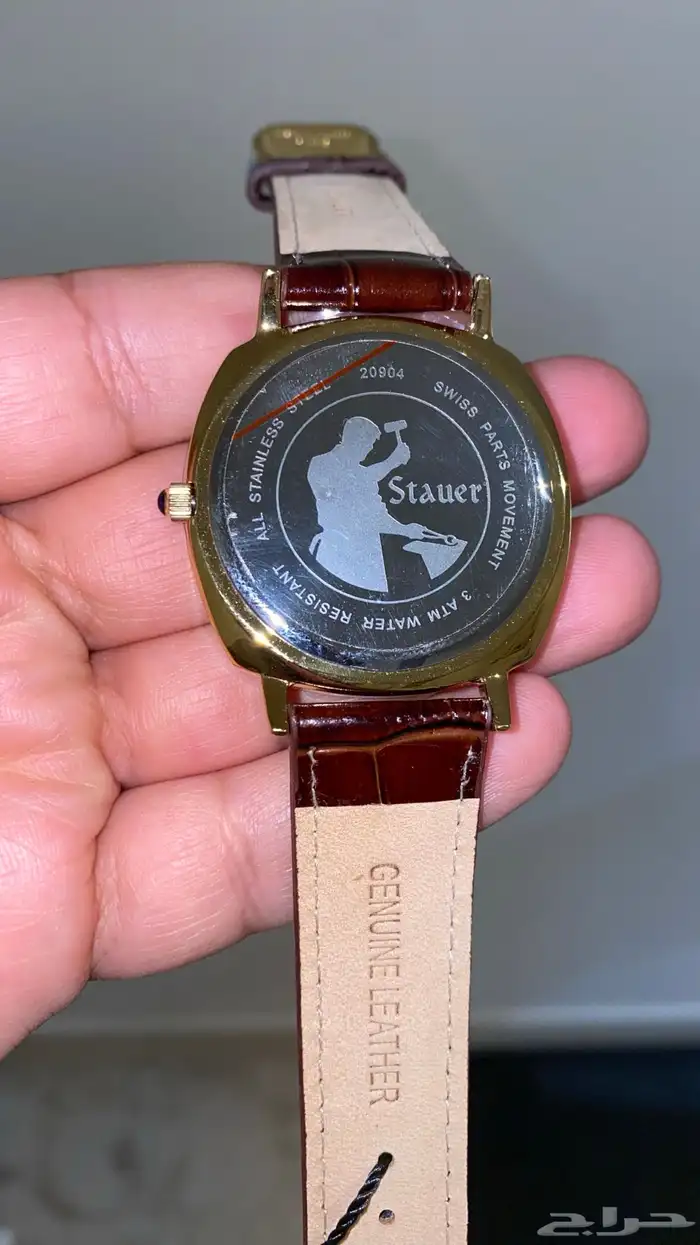 20904
SWISS PARTS MOVEMENT
3 ATM WATER RESISTANT
ALL STAINLESS STEEL
Stauer
GENUINE LEATHER
حراج